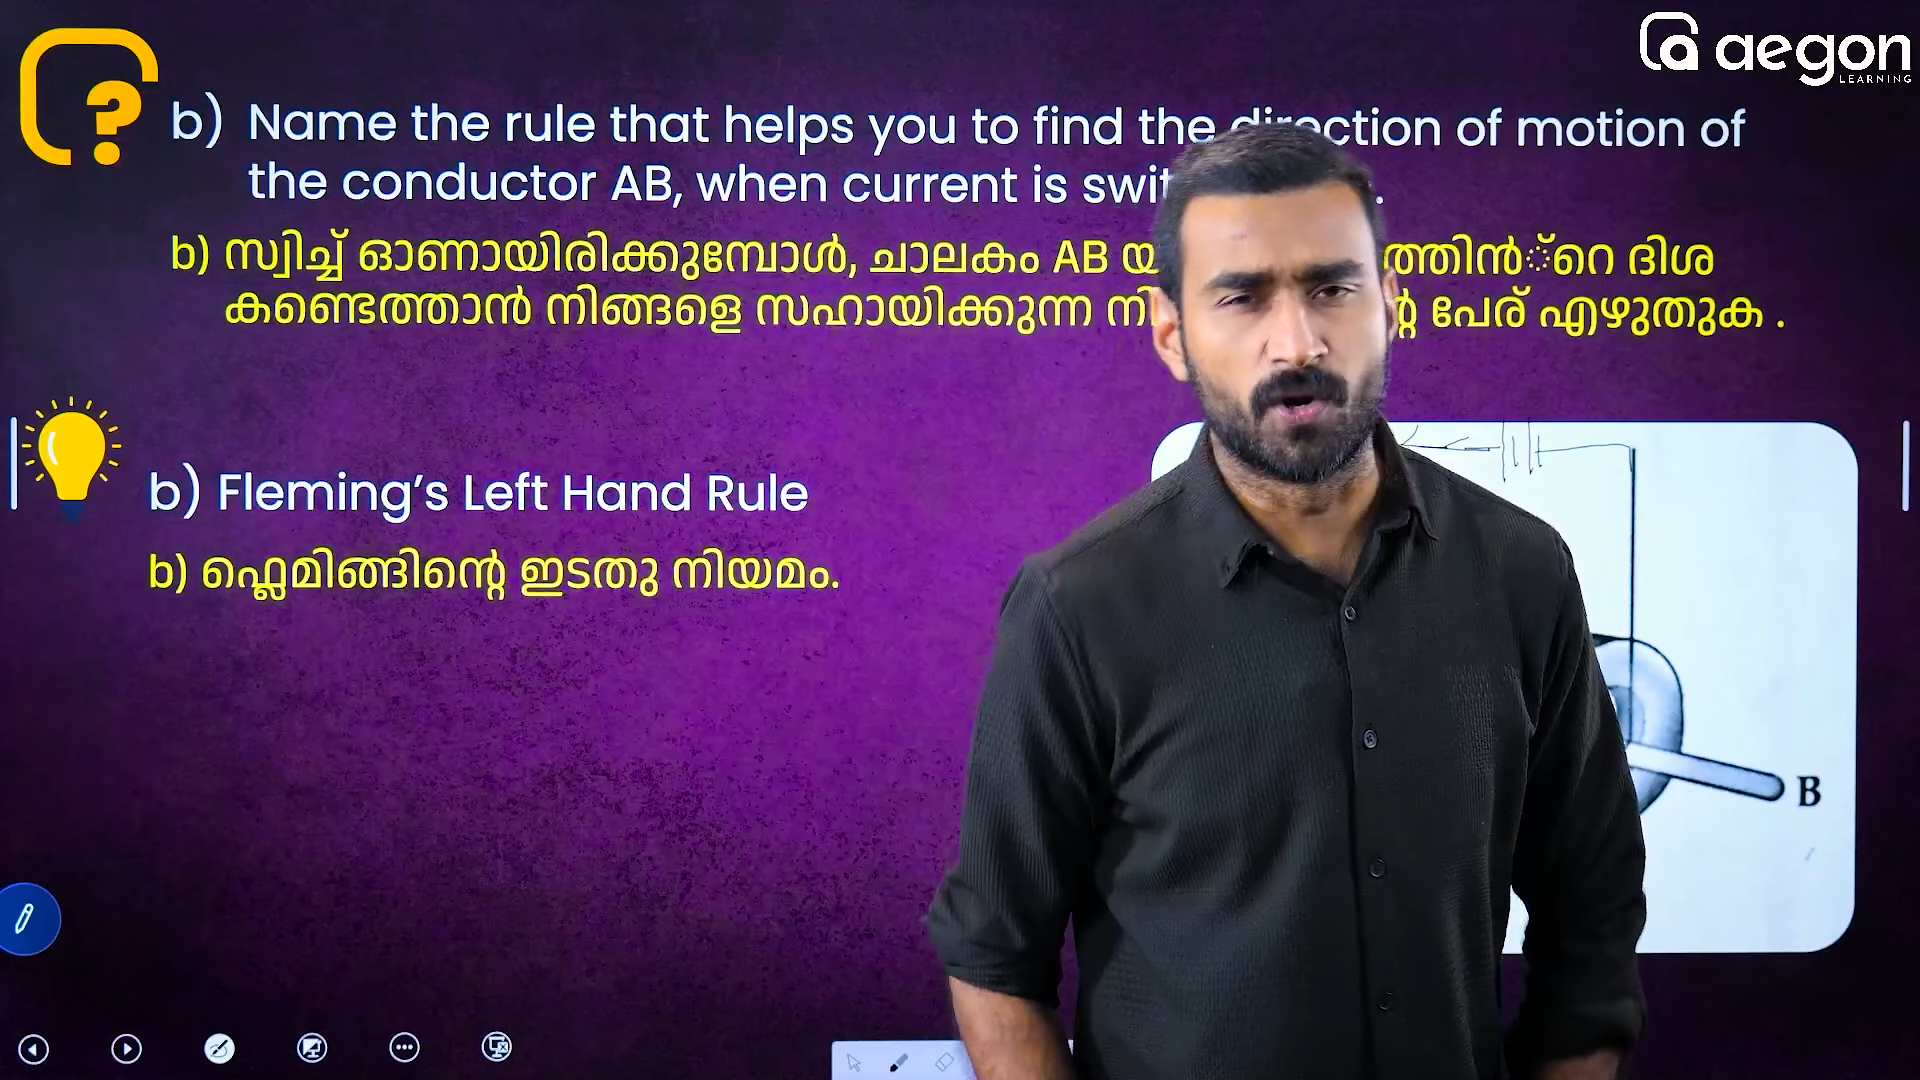 aegon
LEARNING
b) Name the rule that helps you to find the direction of motion of
the conductor AB, when current is .
b) സ്വിച്ച് ഓണായിരിക്കുമ്പോൾ, ചാലകം AB ത്തിൻ്റെ ദിശ
കണ്ടെത്താൻ നിങ്ങളെ സഹായിക്കുന്ന പേര് എഴുതുക .
b) Fleming's Left Hand Rule
b) ഫ്ലെമിങ്ങിന്റെ ഇടതു നിയമം.
B